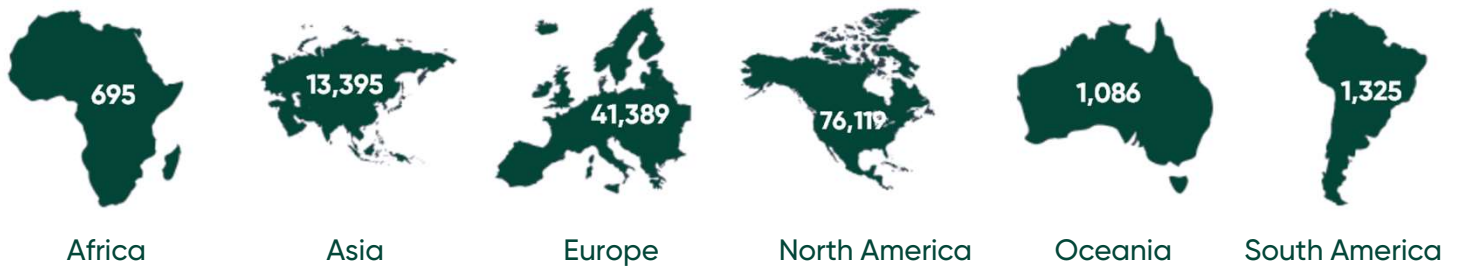 695
13,395
41,389
76,119
1,086
1,325
Africa
Asia
Europe
North America
Oceania
South America